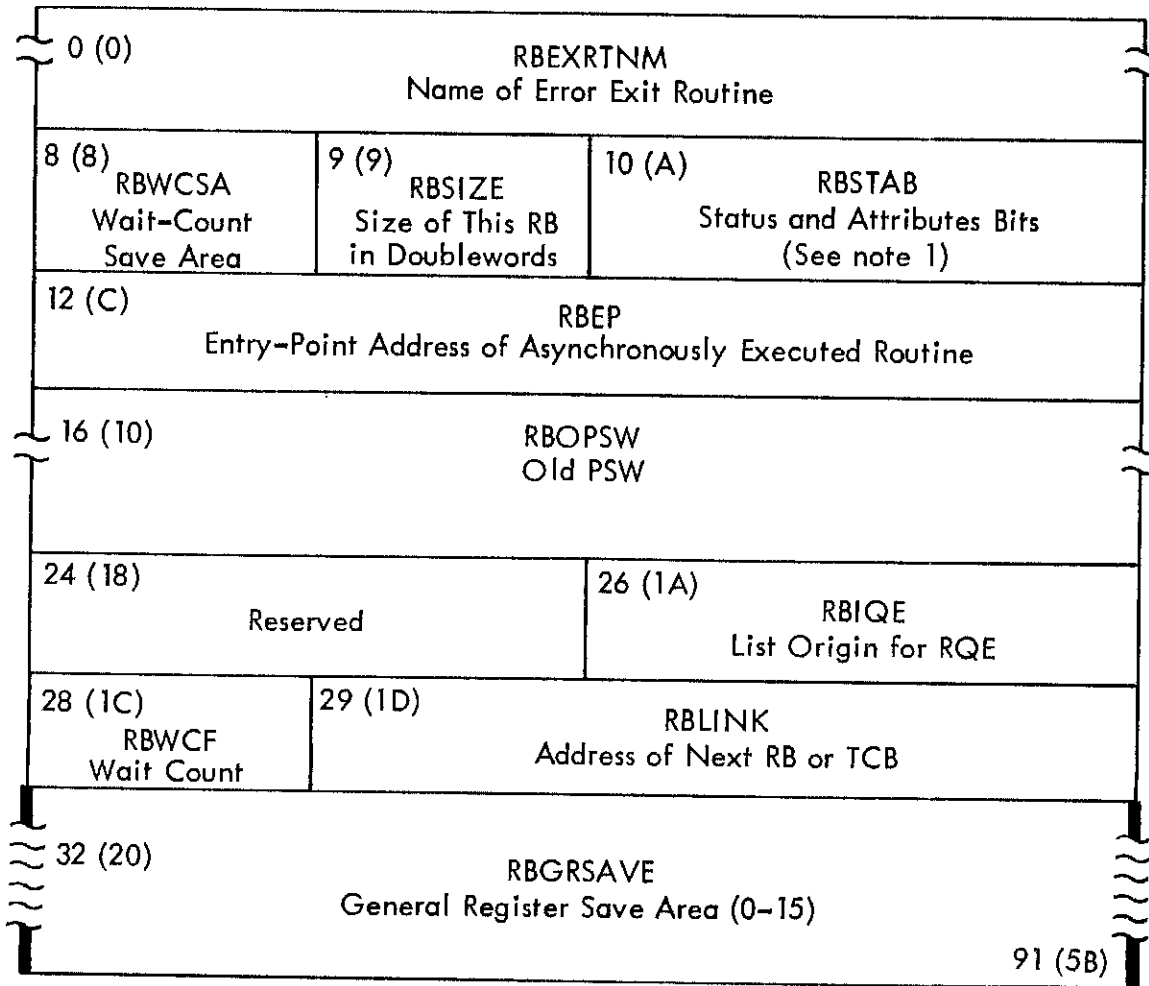 0 (0)
RBEXRTNM
Name of Error Exit Routine
8 (8)
RBWCSA
Wait-Count
Save Area
9 (9)
RBSIZE
Size of This RB
in Doublewords
10 (A)
RBSTAB
Status and Attributes Bits
(See note 1)
12 (C)
RBEP
Entry-Point Address of Asynchronously Executed Routine
16 (10)
RBOPSW
Old PSW
24 (18)
Reserved
26 (1A)
RBIQE
List Origin for RQE
28 (1C)
RBWCF
Wait Count
29 (1D)
RBLINK
Address of Next RB or TCB
32 (20)
RBGRSAVE
General Register Save Area (0-15)
91 (5B)